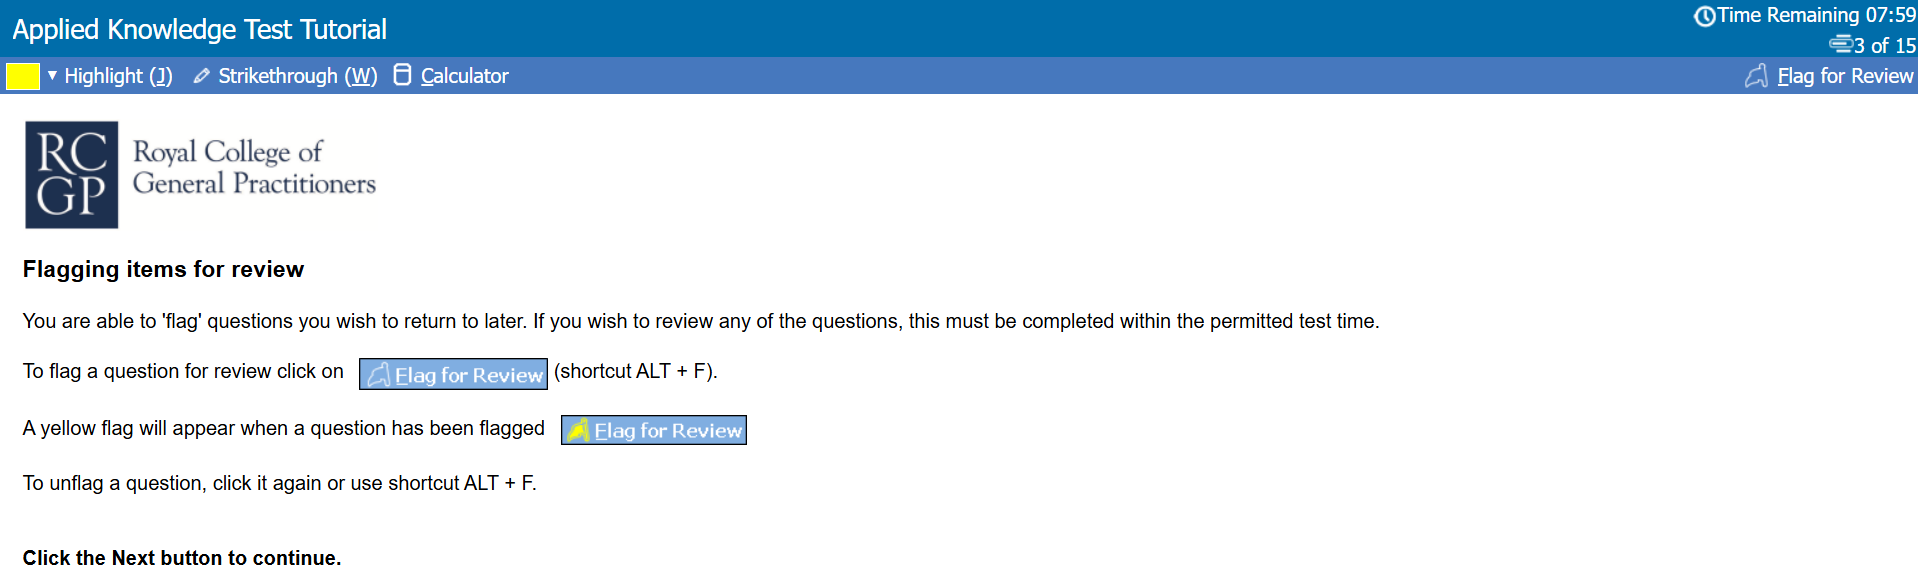 Applied Knowledge Test Tutorial
Time Remaining 07:59
3 of 15
Highlight (J) Strikethrough (W) Calculator
Flag for Review
RC
GP
Royal College of
General Practitioners
Flagging items for review
You are able to 'flag' questions you wish to return to later. If you wish to review any of the questions, this must be completed within the permitted test time.
To flag a question for review click on Flag for Review (shortcut ALT + F).
A yellow flag will appear when a question has been flagged Flag for Review
To unflag a question, click it again or use shortcut ALT + F.
Click the Next button to continue.